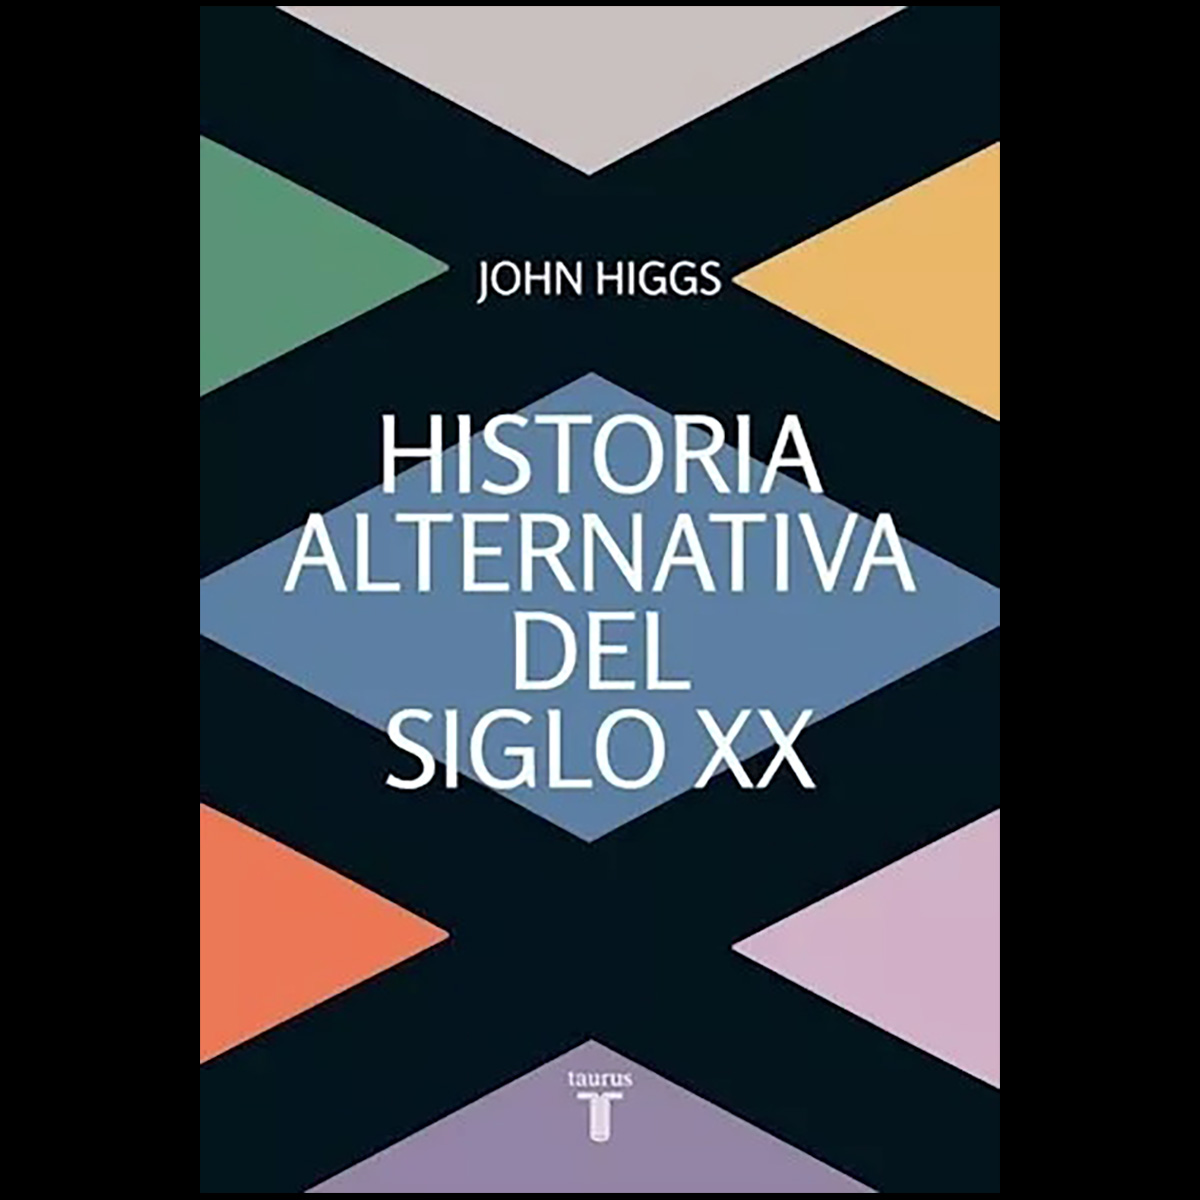 JOHN HIGGS
HISTORIA
ALTERNATIVA
DEL
SIGLO XX
taurus